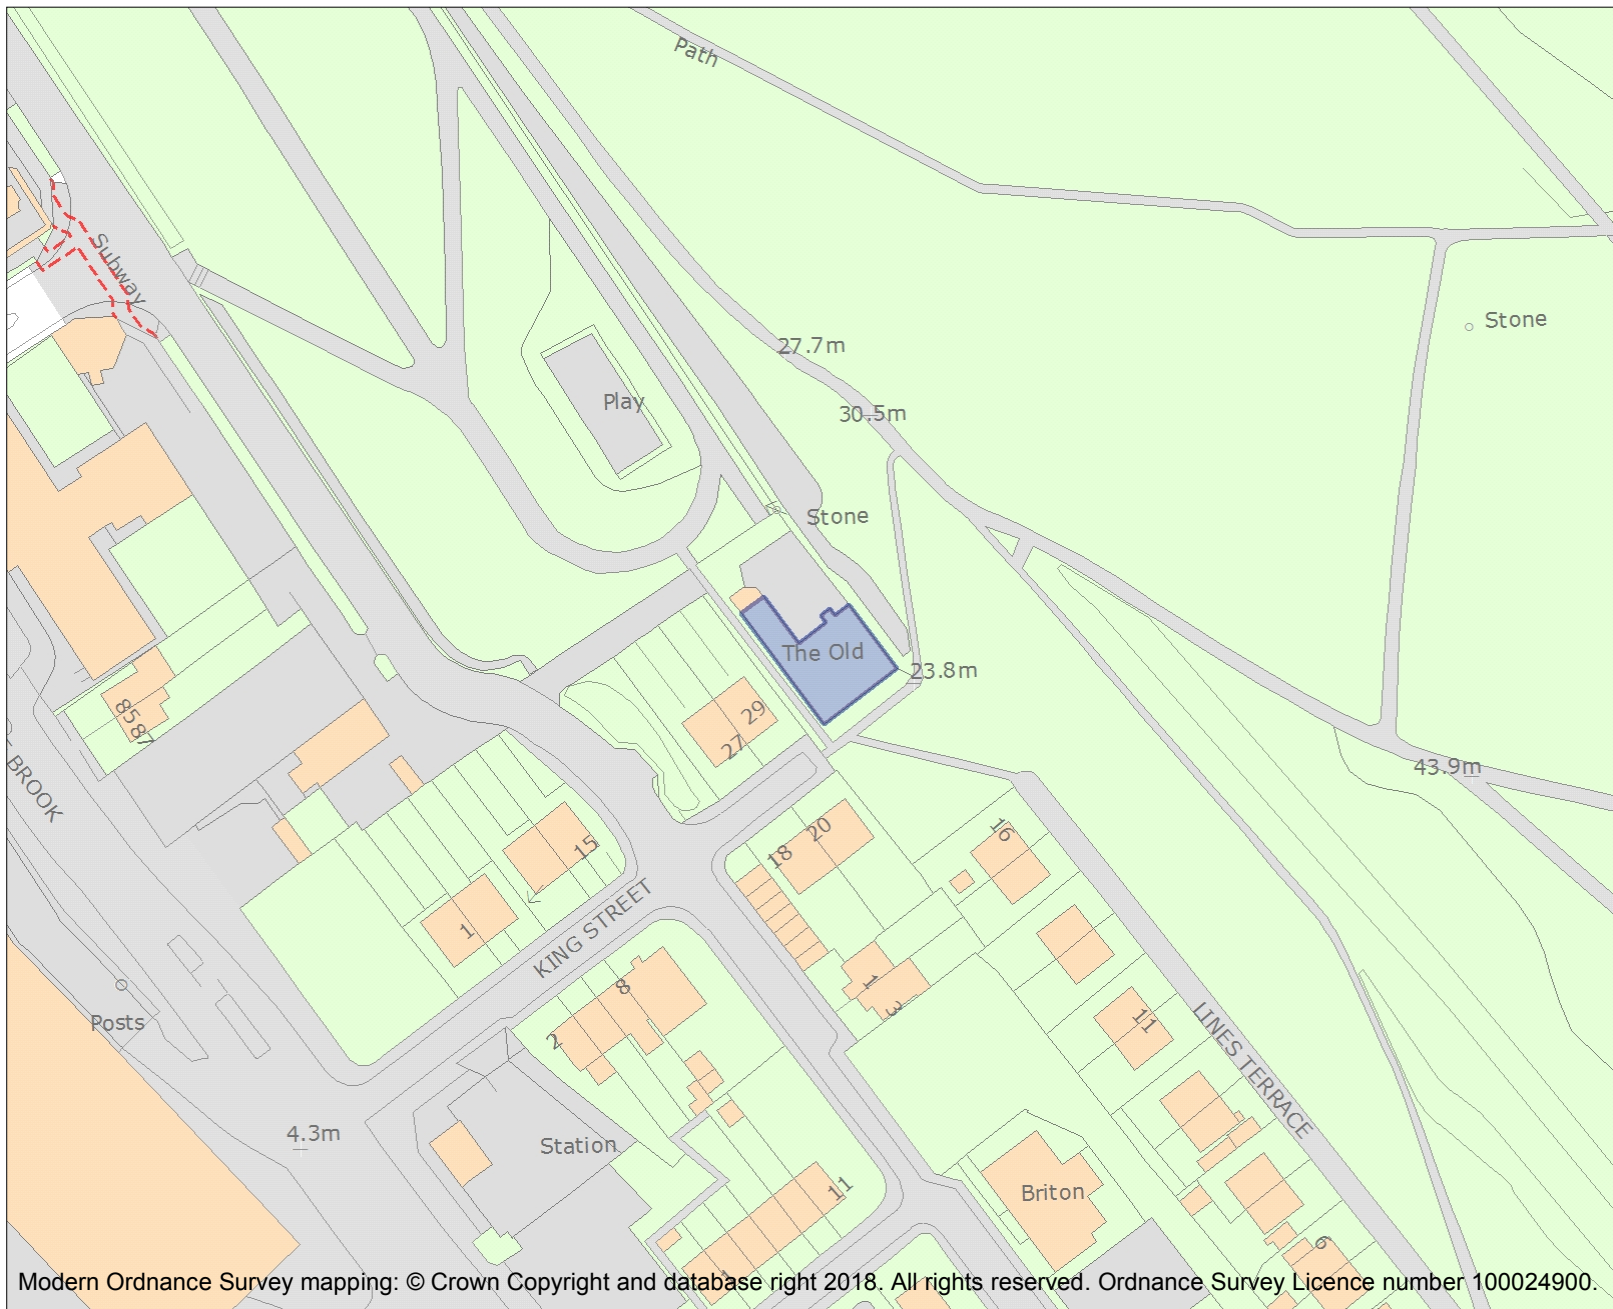 Path
Subway
Stone
27.7m
Play
30.5m
Stone
The Old
23.8m
29
27
8587
43.9m
BROOK
15
20
18
16
1
KING STREET
1
3
8
2
11
Posts
LINES TERRACE
4.3m
Station
11
Briton
6
Modern Ordnance Survey mapping: © Crown Copyright and database right 2018. All rights reserved. Ordnance Survey Licence number 100024900.